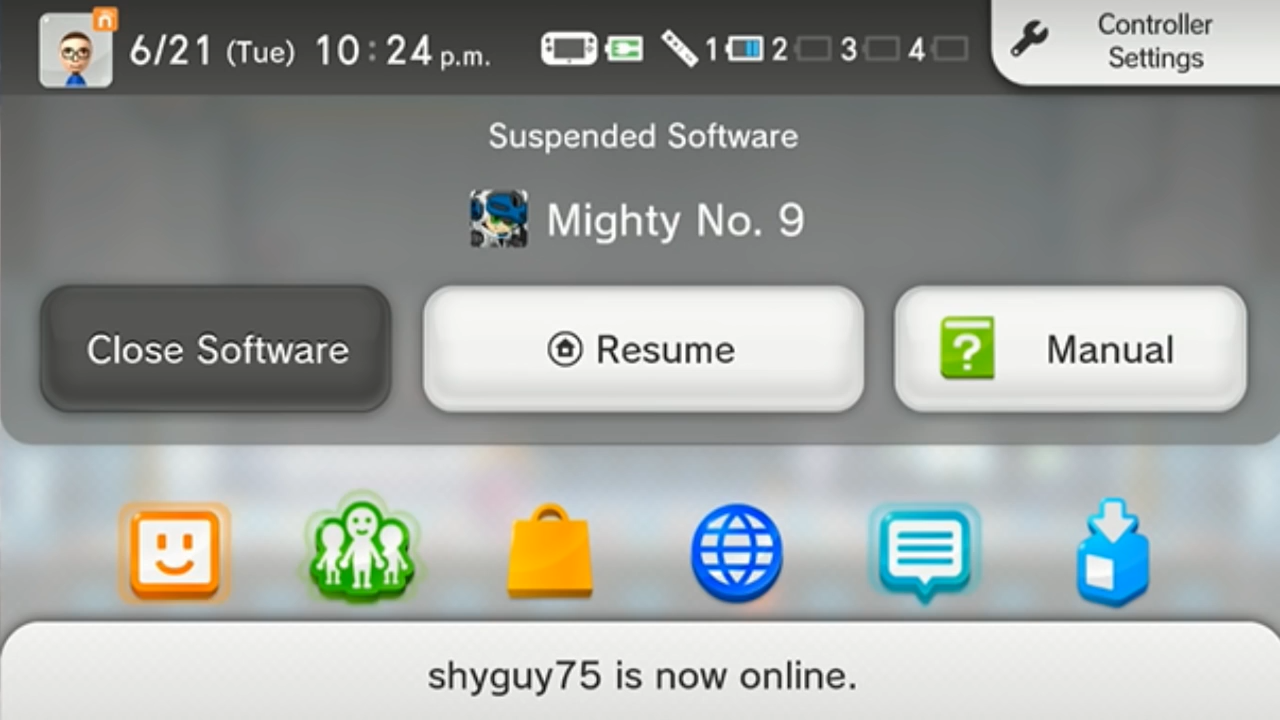 6/21 (Tue) 10:24 p.m. 1 2 3 4
Controller
Settings
Suspended Software
Mighty No. 9
Close Software
Resume
? Manual
shyguy75 is now online.